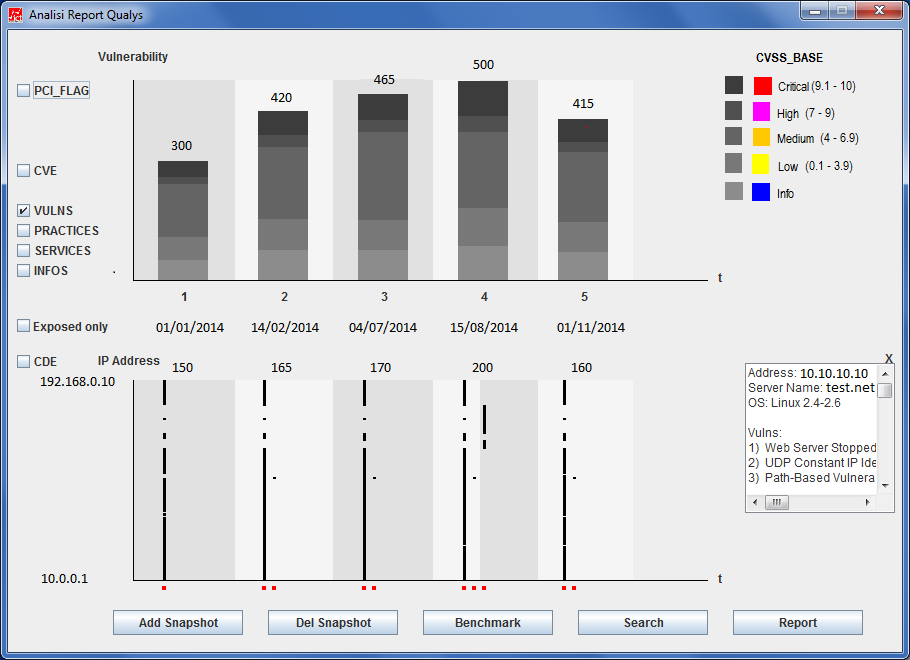 Analisi Report Qualys
Vulnerability
CVSS_BASE
PCI_FLAG
300
420
465
500
415
Critical (9.1 - 10)
High (7 - 9)
Medium (4 - 6.9)
Low (0.1 - 3.9)
Info
CVE
VULNS
PRACTICES
SERVICES
INFOS
t
1 2 3 4 5
Exposed only
01/01/2014 14/02/2014 04/07/2014 15/08/2014 01/11/2014
CDE
IP Address
150 165 170 200 160
192.168.0.10
10.0.0.1
t
X
Address: 10.10.10.10
Server Name: test.net
OS: Linux 2.4-2.6
Vulns:
1) Web Server Stopped
2) UDP Constant IP Ide
3) Path-Based Vulnera
Add Snapshot
Del Snapshot
Benchmark
Search
Report